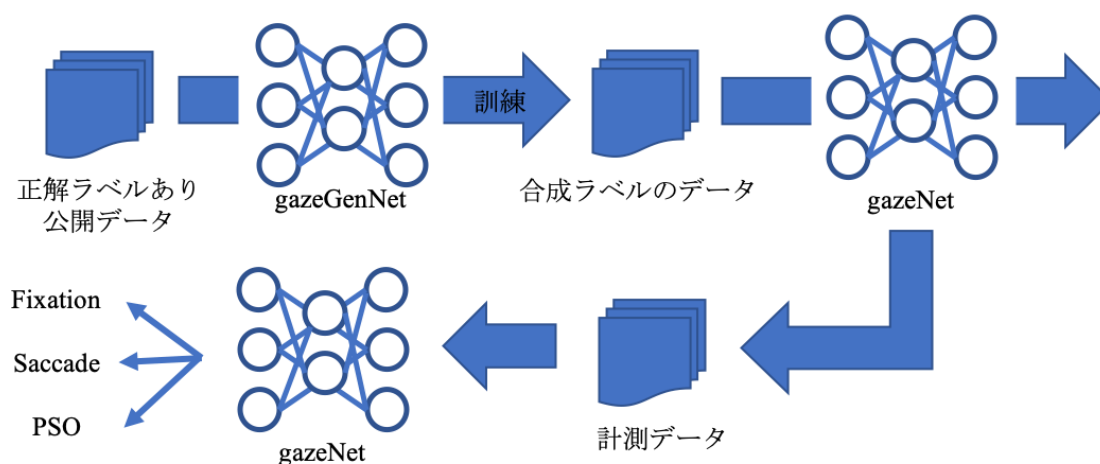 訓練
正解ラベルあり
公開データ
gazeGenNet
合成ラベルのデータ
gazeNet
Fixation
Saccade
PSO
gazeNet
計測データ